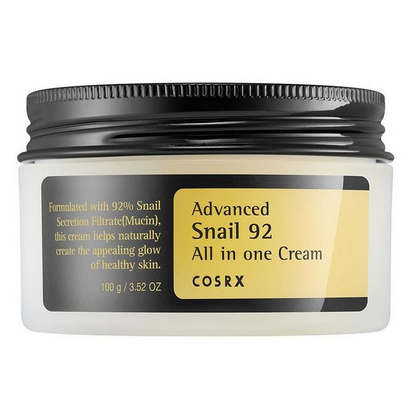 Formulated with 92% Snail
Secretion Filtrate(Mucin),
this cream helps naturally
create the appealing glow
of healthy skin.
100 g / 3.52 OZ
Advanced
Snail 92
All in one Cream
COSRX